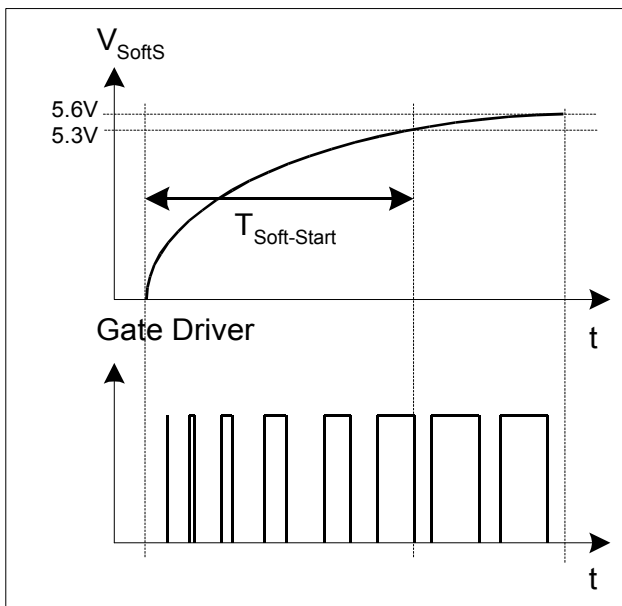 V_SoftS
5.6V
5.3V
T_Soft-Start
t
Gate Driver
t